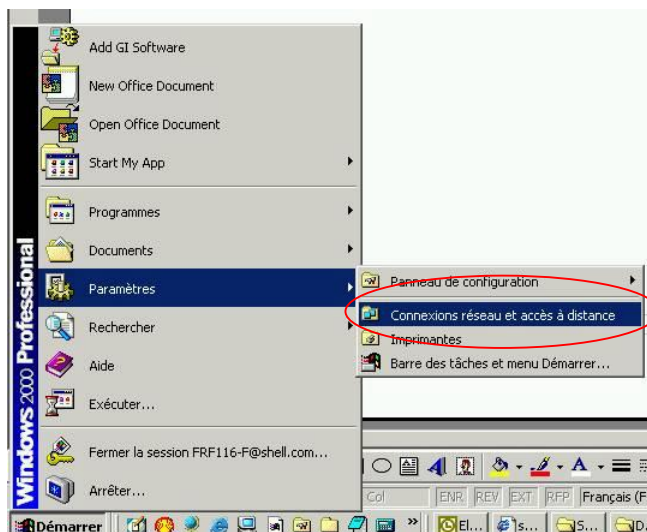 Windows 2000 Professional
Add GI Software
New Office Document
Open Office Document
Start My App
Programmes
Documents
Paramètres
Rechercher
Aide
Exécuter...
Fermer la session FRF116-F@shell.com...
Arrêter...
Panneau de configuration
Connexions réseau et accès à distance
Imprimantes
Barre des tâches et menu Démarrer...
Col ENR REV EXT RFP Français (F
Démarrer
El...
s...
S...
D.